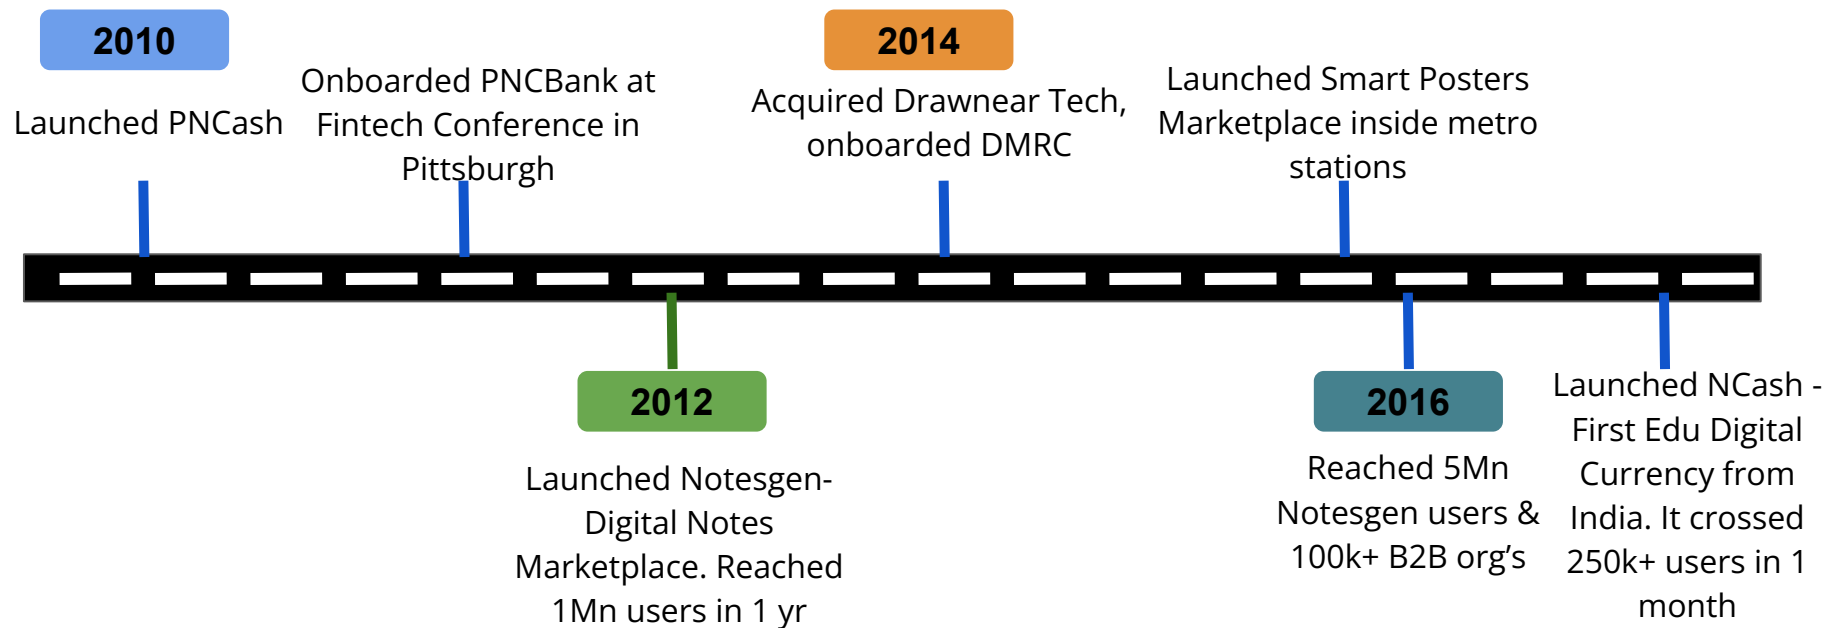 2010
Launched PNCash
Onboarded PNCBank at
Fintech Conference in
Pittsburgh
2014
Acquired Drawnear Tech,
onboarded DMRC
Launched Smart Posters
Marketplace inside metro
stations
2012
Launched Notesgen-
Digital Notes
Marketplace. Reached
1Mn users in 1 yr
2016
Reached 5Mn
Notesgen users &
100k+ B2B org's
Launched NCash -
First Edu Digital
Currency from
India. It crossed
250k+ users in 1
month